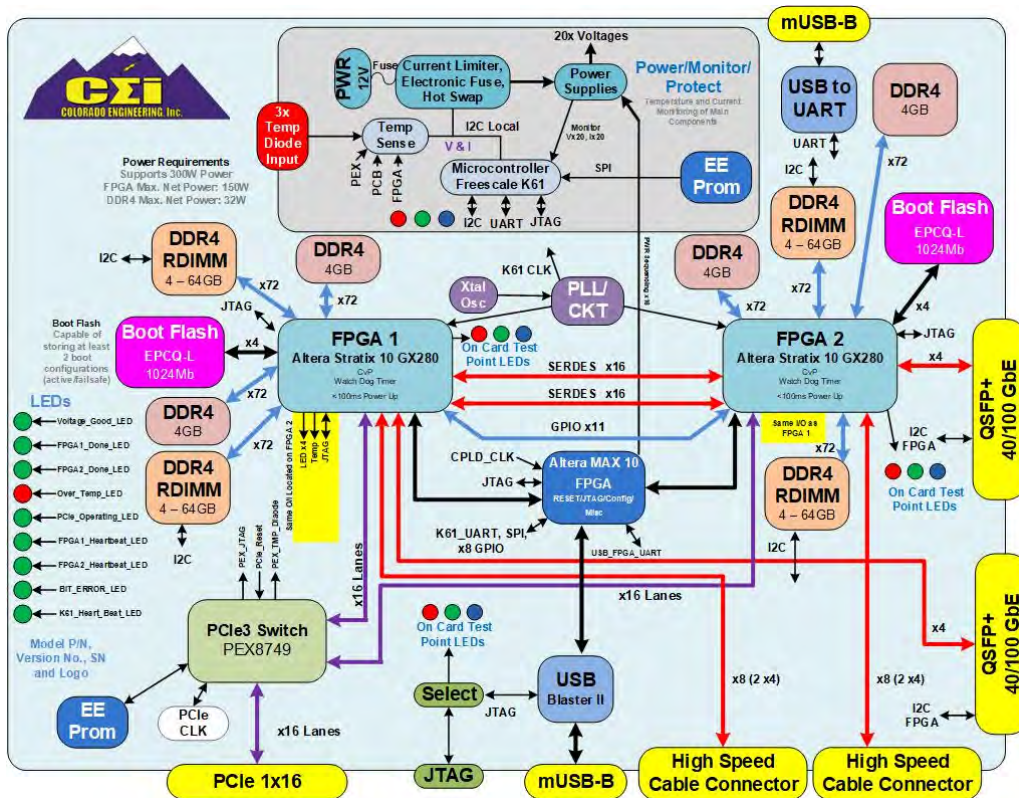 CΣi
COLORADO ENGINEERING, Inc.
Power Requirements
Supports 300W Power
FPGA Max. Net Power: 150W
DDR4 Max. Net Power: 32W
PWR
12V
Fuse
Current Limiter,
Electronic Fuse,
Hot Swap
20x Voltages
Power
Supplies
Power/Monitor/
Protect
Temperature and Current
Monitoring of Main
Components
3x
Temp
Diode
Input
Temp
Sense
I2C Local
V & I
Monitor
Vx20, Ix20
PEX
PCB
FPGA
Microcontroller
Freescale K61
SPI
EE
Prom
I2C
UART
JTAG
PWR Sequencing x18
mUSB-B
USB to
UART
UART
I2C
DDR4
4GB
x72
DDR4
RDIMM
4 – 64GB
x72
Boot Flash
EPCQ-L
1024Mb
x4
JTAG
DDR4
4GB
x72
I2C
DDR4
RDIMM
4 – 64GB
x72
DDR4
4GB
x72
K61 CLK
Xtal
Osc
PLL/
CKT
JTAG
Boot Flash
Capable of
storing at least
2 boot
configurations
(active/failsafe)
Boot Flash
EPCQ-L
1024Mb
x4
FPGA 1
Altera Stratix 10 GX280
CvP
Watch Dog Timer
<100ms Power Up
On Card Test
Point LEDs
SERDES x16
SERDES x16
GPIO x11
FPGA 2
Altera Stratix 10 GX280
CvP
Watch Dog Timer
<100ms Power Up
x4
QSFP+
40/100 GbE
I2C
FPGA
On Card Test
Point LEDs
Same I/O as
FPGA 1
x72
DDR4
RDIMM
4 – 64GB
I2C
x72
DDR4
4GB
x72
DDR4
RDIMM
4 – 64GB
I2C
LED x4
Temp
JTAG
Same O/I Located on FPGA 2
CPLD_CLK
JTAG
Altera MAX 10
FPGA
RESET/JTAG/Config/
Misc
K61_UART, SPI,
x8 GPIO
USB_FPGA_UART
LEDs
Voltage_Good_LED
FPGA1_Done_LED
FPGA2_Done_LED
Over_Temp_LED
PCIe_Operating_LED
FPGA1_Heartbeat_LED
FPGA2_Heartbeat_LED
BIT_ERROR_LED
K61_Heart_Beat_LED
Model P/N,
Version No., SN
and Logo
PEX_JTAG
PCIe_Reset
PEX_TMP_Diaode
x16 Lanes
x16 Lanes
PCIe3 Switch
PEX8749
EE
Prom
PCIe
CLK
x16 Lanes
PCIe 1x16
On Card Test
Point LEDs
Select
JTAG
JTAG
USB
Blaster II
mUSB-B
x8 (2 x4)
High Speed
Cable Connector
x8 (2 x4)
High Speed
Cable Connector
x4
QSFP+
40/100 GbE
I2C
FPGA